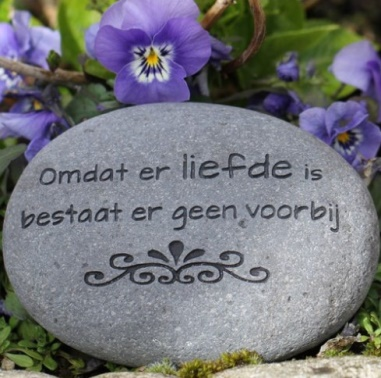 Omdat er liefde is
bestaat er geen voorbij